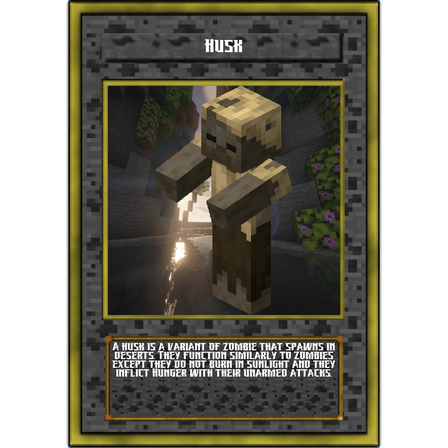 HUSK
A HUSK IS A VARIANT OF ZOMBIE THAT SPAWNS IN
DESERTS. THEY FUNCTION SIMILARLY TO ZOMBIES
EXCEPT THEY DO NOT BURN IN SUNLIGHT AND THEY
INFLICT HUNGER WITH THEIR UNARMED ATTACKS.